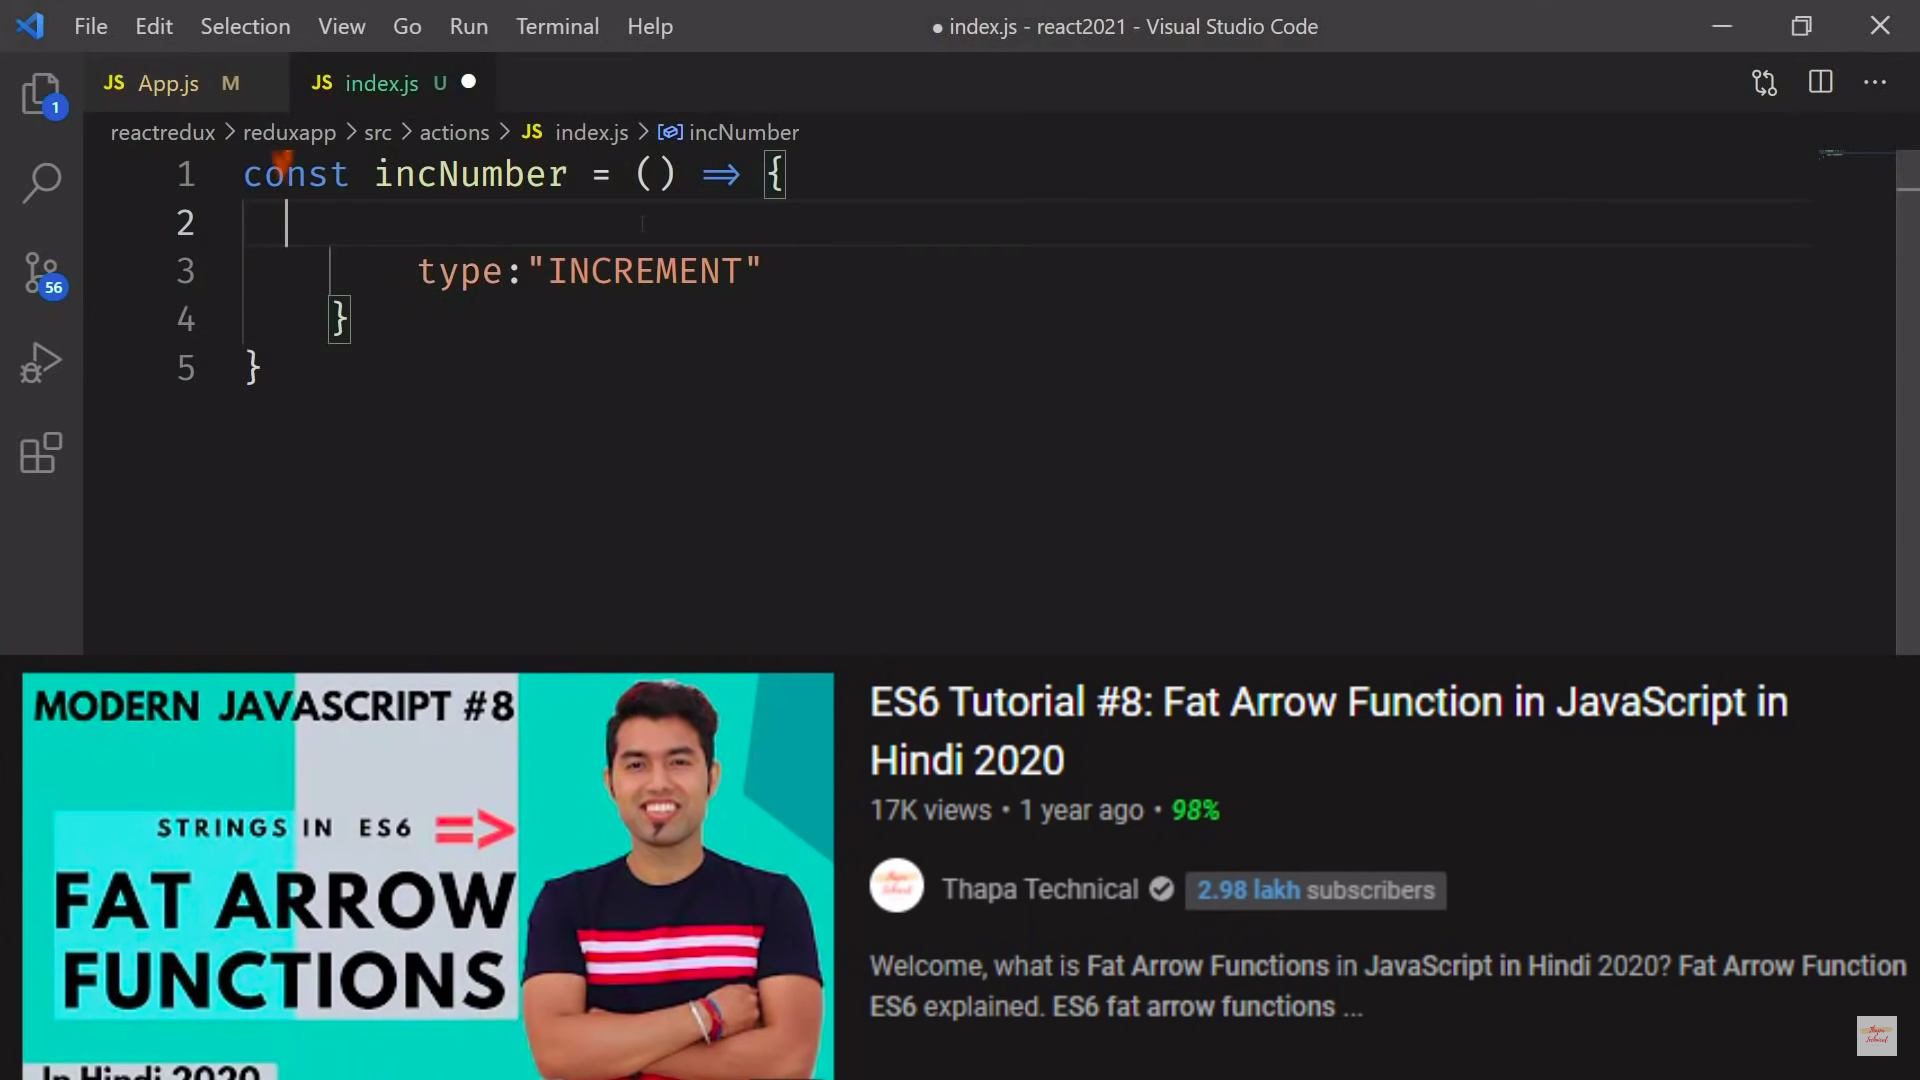 File Edit Selection View Go Run Terminal Help ● index.js - react2021 - Visual Studio Code
JS App.js M JS index.js U
1
reactredux > reduxapp > src > actions > JS index.js > incNumber
1 const incNumber = () => {
2
3 type:"INCREMENT"
56
4 }
5 }
MODERN JAVASCRIPT #8
STRINGS IN ES6 =>
FAT ARROW
FUNCTIONS
In Hindi 2020
ES6 Tutorial #8: Fat Arrow Function in JavaScript in
Hindi 2020
17K views • 1 year ago • 98%
Thapa Technical 2.98 lakh subscribers
Welcome, what is Fat Arrow Functions in JavaScript in Hindi 2020? Fat Arrow Function
ES6 explained. ES6 fat arrow functions ...
Thapa
Technical